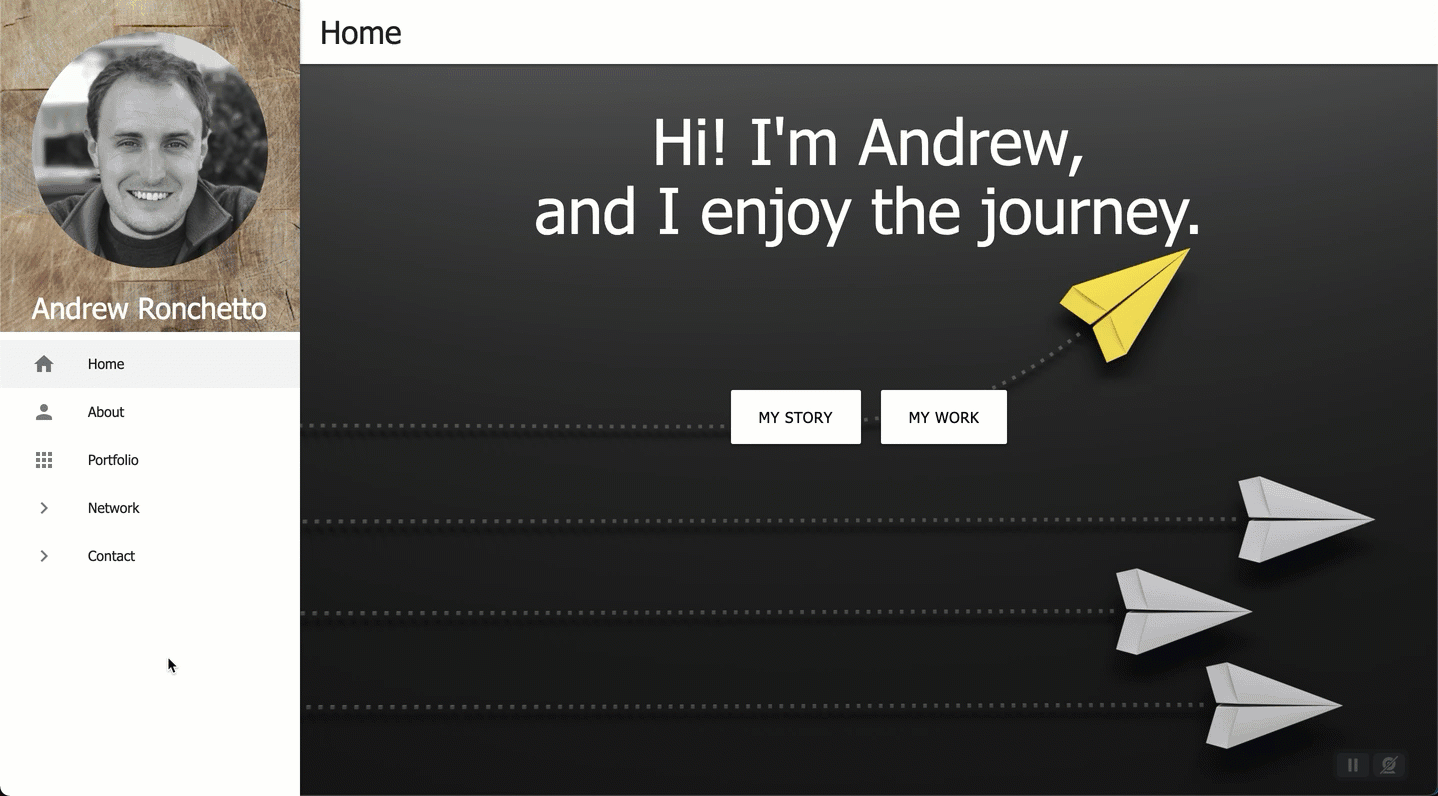 Home
Hi! I'm Andrew,
and I enjoy the journey.
Andrew Ronchetto
Home
About
Portfolio
Network
Contact
MY STORY
MY WORK